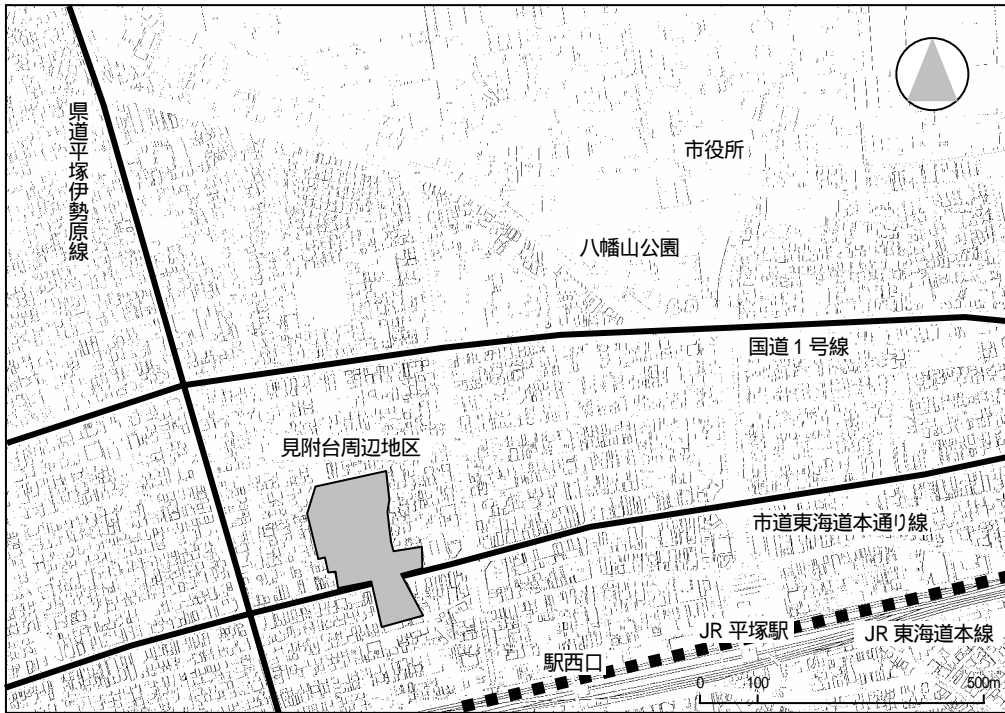 県道平塚伊勢原線
市役所
八幡山公園
国道1号線
見附台周辺地区
市道東海道本通り線
JR 平塚駅
JR 東海道本線
駅西口
0 100 500m